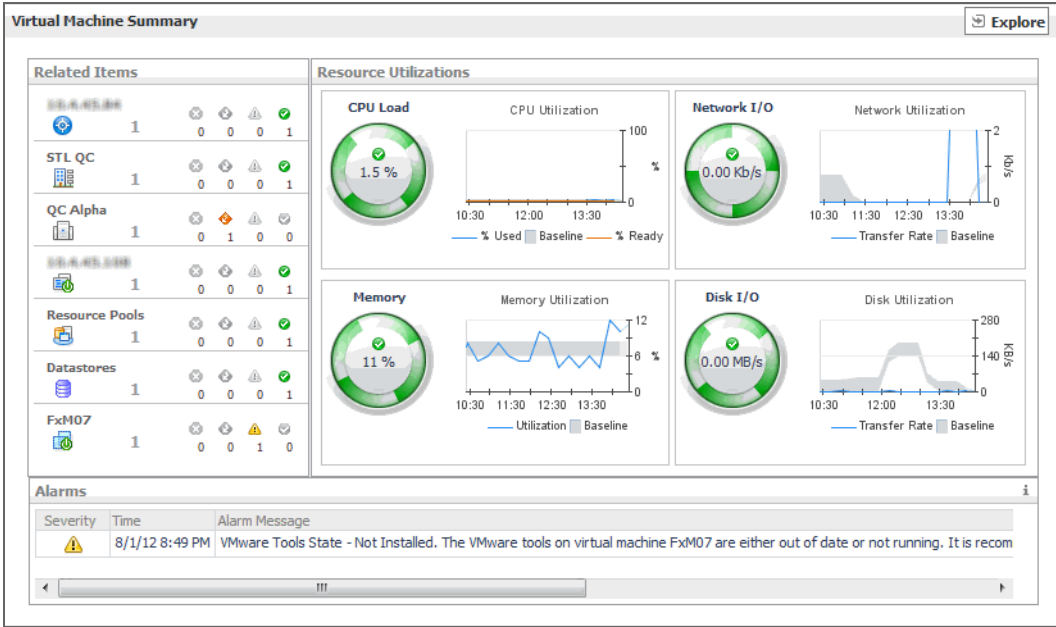 Virtual Machine Summary
Explore
Related Items
1
0 0 0 1
STL QC
1
0 0 0 1
QC Alpha
1
0 1 0 0
1
0 0 0 1
Resource Pools
1
0 0 0 1
Datastores
1
0 0 0 1
FxM07
1
0 0 1 0
Resource Utilizations
CPU Load
1.5 %
CPU Utilization
100
%
0
10:30 12:00 13:30
% Used Baseline % Ready
Network I/O
0.00 Kb/s
Network Utilization
2
1
Kb/s
0
10:30 11:30 12:30 13:30
Transfer Rate Baseline
Memory
11 %
Memory Utilization
12
6 %
0
10:30 11:30 12:30 13:30
Utilization Baseline
Disk I/O
0.00 MB/s
Disk Utilization
280
140 KB/s
0
10:30 12:00 13:30
Transfer Rate Baseline
Alarms
i
Severity Time Alarm Message
8/1/12 8:49 PM VMware Tools State - Not Installed. The VMware tools on virtual machine FxM07 are either out of date or not running. It is recom